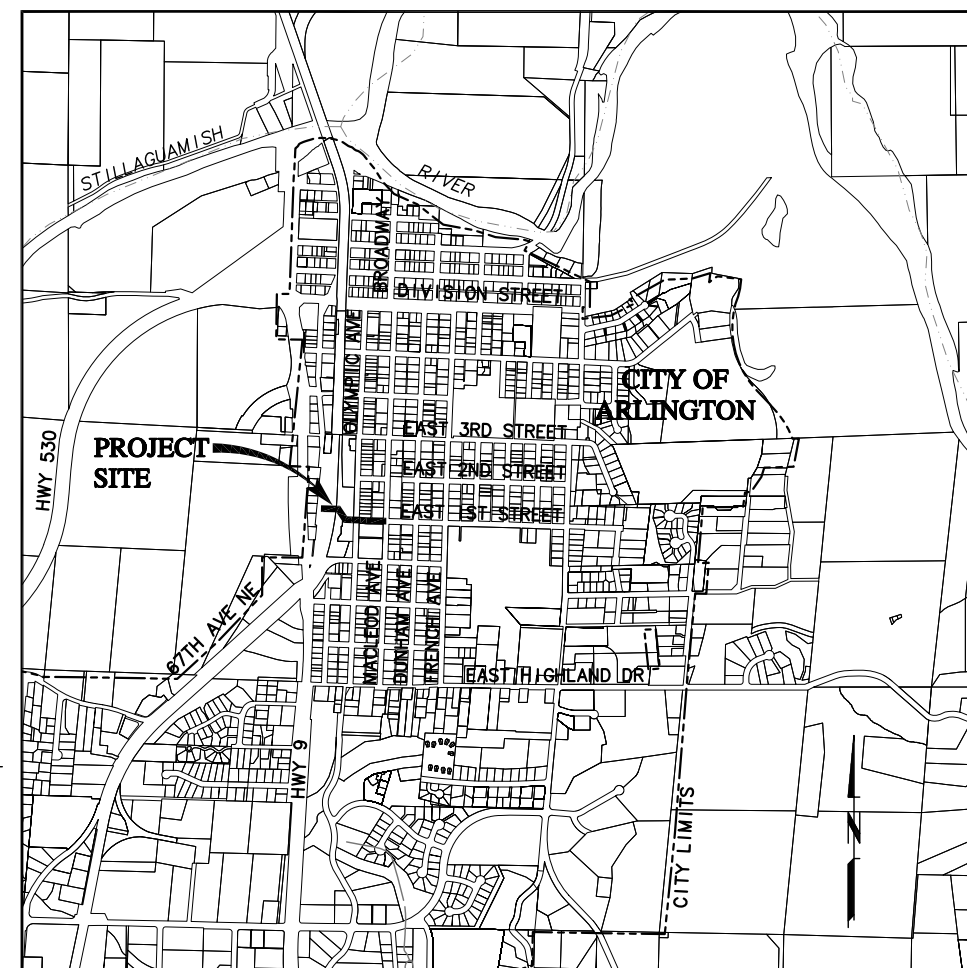 STILLAGUAMISH
RIVER
BROADWAY
DIVISION STREET
OLYMPIC AVE
CITY OF
ARLINGTON
EAST 3RD STREET
HWY 530
PROJECT
SITE
EAST 2ND STREET
EAST 1ST STREET
67TH AVE NE
MACLEOD AVE
DUNHAM AVE
FRENCH AVE
EAST HIGHLAND DR
HWY 9
CITY LIMITS
N